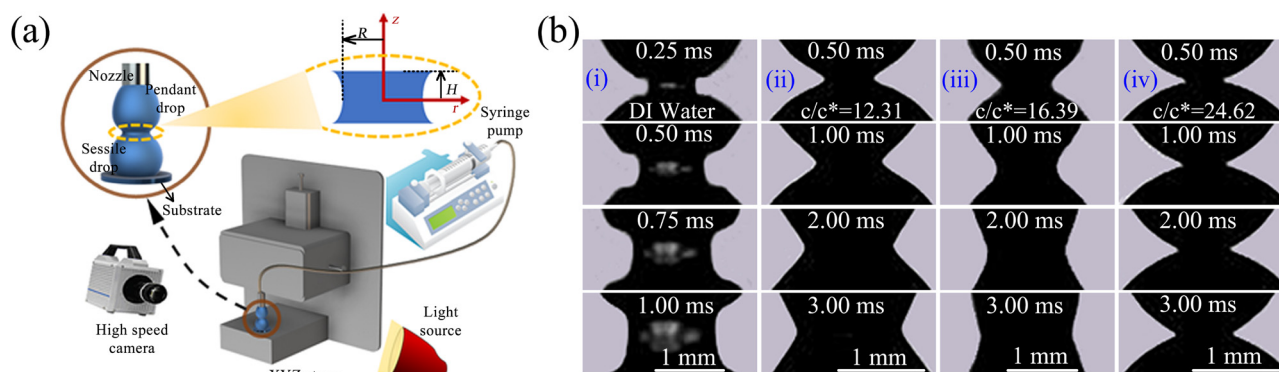 (a)
Nozzle
Pendant drop
Sessile drop
Substrate
R
z
H
r
Syringe
pump
High speed
camera
Light
source
(b)
(i)
0.25 ms
DI Water
0.50 ms
0.75 ms
1.00 ms
1 mm
(ii)
0.50 ms
c/c*=12.31
1.00 ms
2.00 ms
3.00 ms
1 mm
(iii)
0.50 ms
c/c*=16.39
1.00 ms
2.00 ms
3.00 ms
1 mm
(iv)
0.50 ms
c/c*=24.62
1.00 ms
2.00 ms
3.00 ms
1 mm